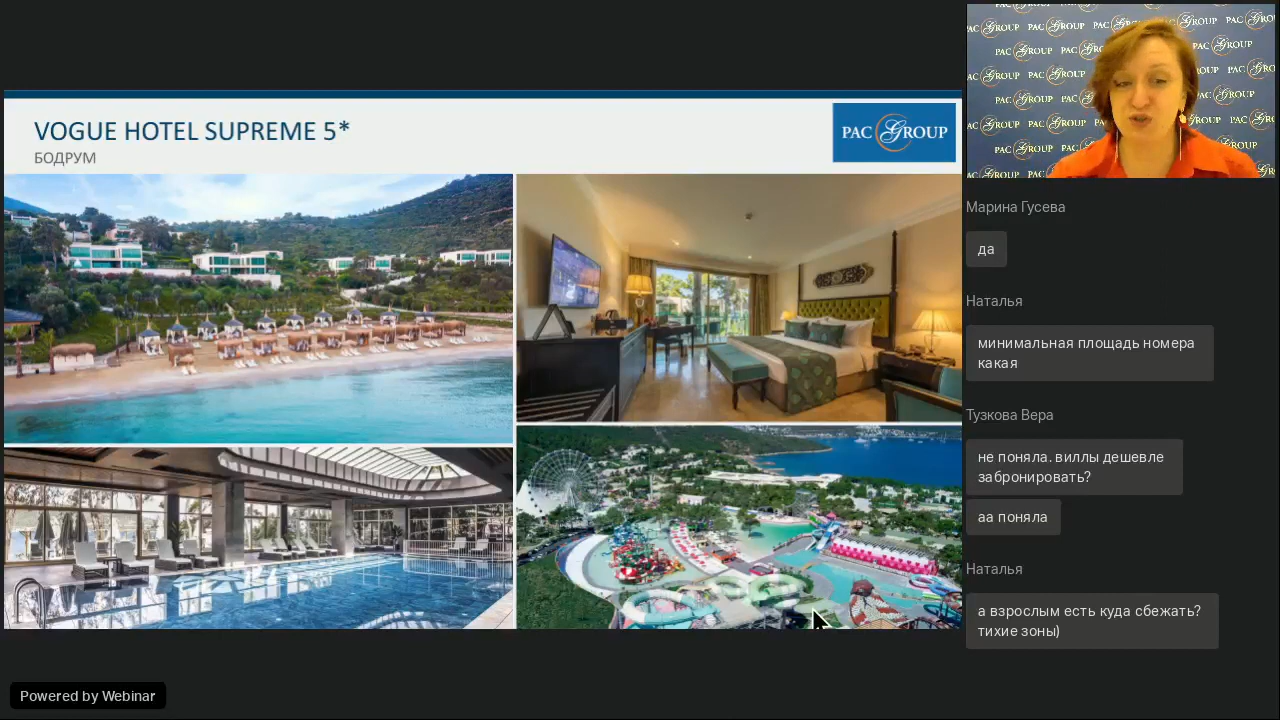 VOGUE HOTEL SUPREME 5*
БОДРУМ
PAC GROUP
Марина Гусева
да
Наталья
минимальная площадь номера
какая
Тузкова Вера
не поняла. виллы дешевле
забронировать?
аа поняла
Наталья
а взрослым есть куда сбежать?
тихие зоны)
Powered by Webinar